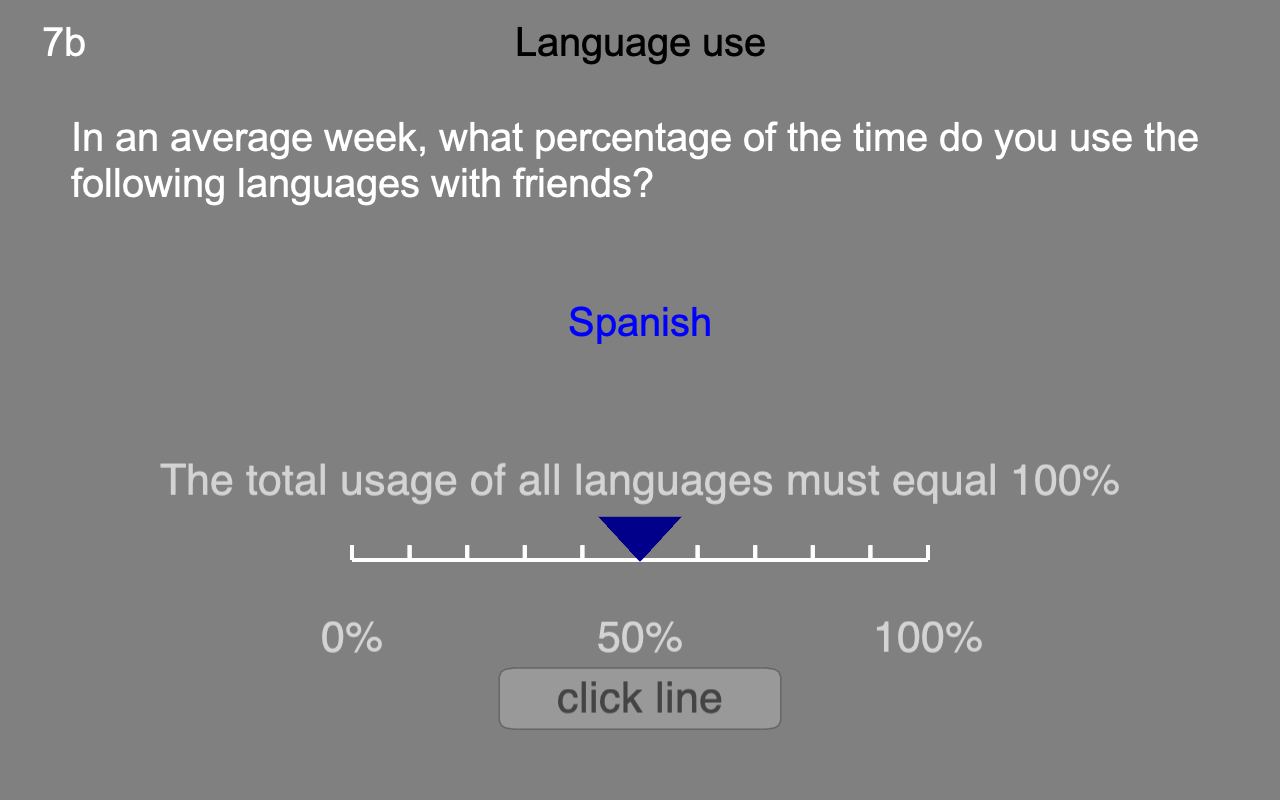 7b
Language use
In an average week, what percentage of the time do you use the
following languages with friends?
Spanish
The total usage of all languages must equal 100%
0% 50% 100%
click line